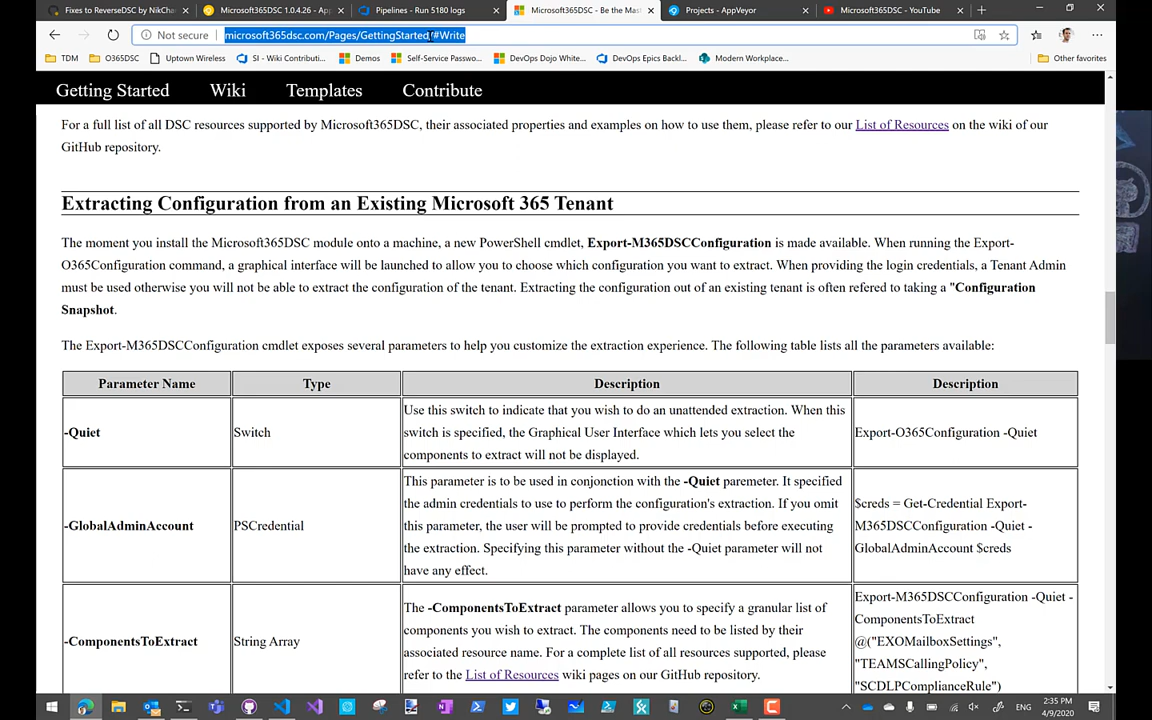 Fixes to ReverseDSC by NikCha
Microsoft365DSC 1.0.4.26 - App
Pipelines - Run 5180 logs
Microsoft365DSC - Be the Mas
Projects - AppVeyor
Microsoft365DSC - YouTube
Not secure microsoft365dsc.com/Pages/GettingStarted/#Write
TDM O365DSC Uptown Wireless SI - Wiki Contributi... Demos Self-Service Passwo... DevOps Dojo White... DevOps Epics Backl... Modern Workplace... Other favorites
Getting Started Wiki Templates Contribute
For a full list of all DSC resources supported by Microsoft365DSC, their associated properties and examples on how to use them, please refer to our List of Resources on the wiki of our
GitHub repository.
Extracting Configuration from an Existing Microsoft 365 Tenant
The moment you install the Microsoft365DSC module onto a machine, a new PowerShell cmdlet, Export-M365DSCConfiguration is made available. When running the Export-
O365Configuration command, a graphical interface will be launched to allow you to choose which configuration you want to extract. When providing the login credentials, a Tenant Admin
must be used otherwise you will not be able to extract the configuration of the tenant. Extracting the configuration out of an existing tenant is often refered to taking a "Configuration
Snapshot.
The Export-M365DSCConfiguration cmdlet exposes several parameters to help you customize the extraction experience. The following table lists all the parameters available:
Parameter Name Type Description Description
-Quiet
Switch
Use this switch to indicate that you wish to do an unattended extraction. When this
switch is specified, the Graphical User Interface which lets you select the
components to extract will not be displayed.
Export-O365Configuration -Quiet
-GlobalAdminAccount
PSCredential
This parameter is to be used in conjunction with the -Quiet paremeter. It specified
the admin credentials to use to perform the configuration's extraction. If you omit
this parameter, the user will be prompted to provide credentials before executing
the extraction. Specifying this parameter without the -Quiet parameter will not
have any effect.
$creds = Get-Credential Export-
M365DSCConfiguration -Quiet -
GlobalAdminAccount $creds
-ComponentsToExtract
String Array
The -ComponentsToExtract parameter allows you to specify a granular list of
components you wish to extract. The components need to be listed by their
associated resource name. For a complete list of all resources supported, please
refer to the List of Resources wiki pages on our GitHub repository.
Export-M365DSCConfiguration -Quiet -
ComponentsToExtract
@("EXOMailboxSettings",
"TEAMSCallingPolicy",
"SCDLPComplianceRule")
ENG
2:35 PM
4/9/2020